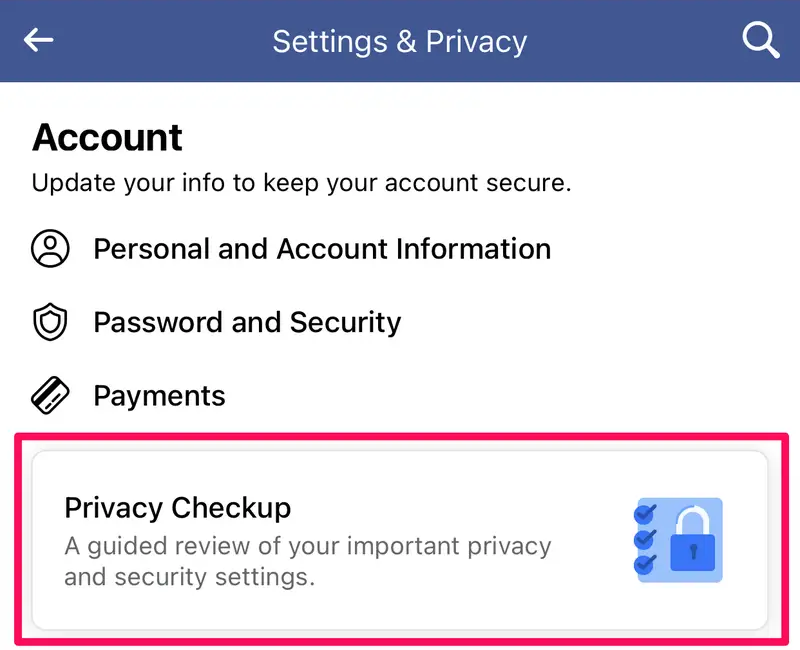 Settings & Privacy
Account
Update your info to keep your account secure.
Personal and Account Information
Password and Security
Payments
Privacy Checkup
A guided review of your important privacy
and security settings.